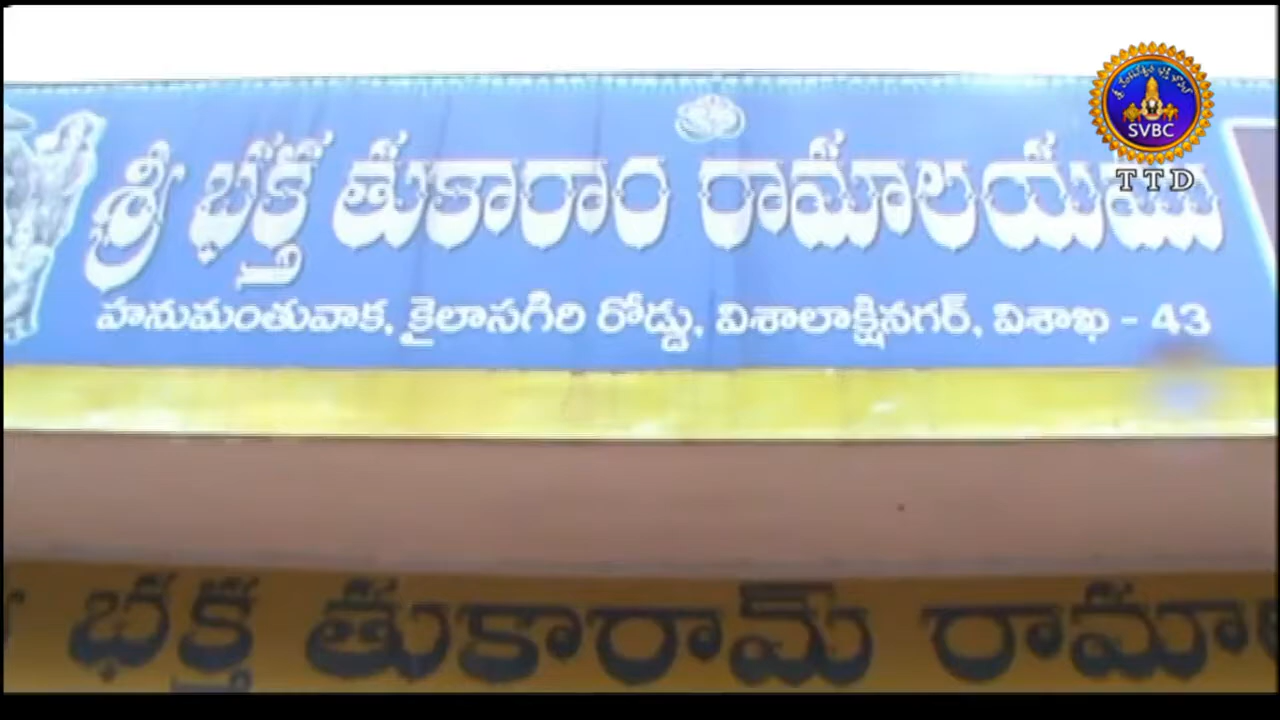 శ్రీ భక్త తుకారాం రామాలయము
హనుమంతువాక, కైలాసగిరి రోడ్డు, విశాలాక్షినగర్, విశాఖ - 43
భక్త తుకారామ్ రామాల
SVBC
TTD